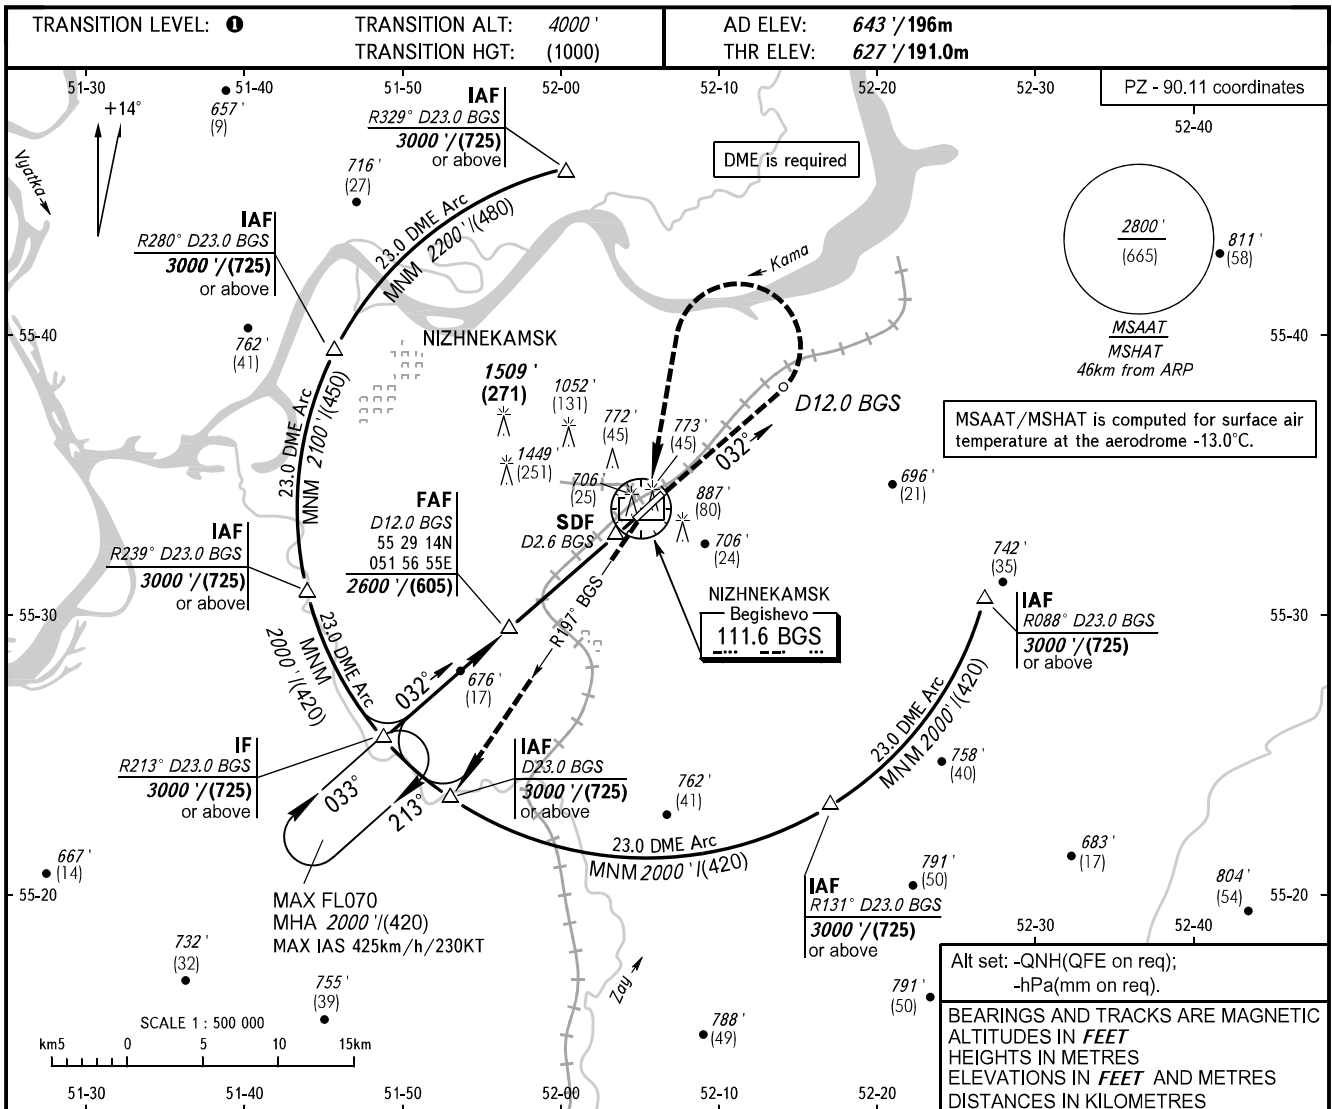 TRANSITION LEVEL: ❶
TRANSITION ALT: 4000 '
TRANSITION HGT: (1000)
AD ELEV: 643 '/196m
THR ELEV: 627 '/191.0m
51-30
51-40
51-50
52-00
52-10
52-20
52-30
PZ - 90.11 coordinates
52-40
+14°
Vyatka
657 '
(9)
IAF
R329° D23.0 BGS
3000 '/(725)
or above
DME is required
716 '
(27)
23.0 DME Arc
MNM 2200 '/(480)
IAF
R280° D23.0 BGS
3000 '/(725)
or above
2800 '
(665)
811 '
(58)
Kama
MSAAT
MSHAT
46km from ARP
55-40
55-40
762 '
(41)
NIZHNEKAMSK
1509 '
(271)
1052 '
(131)
772 '
(45)
773 '
(45)
D12.0 BGS
032°
MSAAT/MSHAT is computed for surface air
temperature at the aerodrome -13.0°C.
23.0 DME Arc
MNM 2100 '/(450)
1449 '
(251)
706 '
(25)
887 '
(80)
696 '
(21)
FAF
D12.0 BGS
55 29 14N
051 56 55E
2600 '/(605)
SDF
D2.6 BGS
706 '
(24)
IAF
R239° D23.0 BGS
3000 '/(725)
or above
742 '
(35)
NIZHNEKAMSK
Begishevo
111.6 BGS
IAF
R088° D23.0 BGS
3000 '/(725)
or above
55-30
55-30
R197° BGS
23.0 DME Arc
MNM
2000 '/(420)
032°
676 '
(17)
IF
R213° D23.0 BGS
3000 '/(725)
or above
IAF
D23.0 BGS
3000 '/(725)
or above
033°
213°
23.0 DME Arc
MNM 2000 '/(420)
758 '
(40)
762 '
(41)
23.0 DME Arc
MNM 2000 '/(420)
667 '
(14)
683 '
(17)
791 '
(50)
804 '
(54)
55-20
55-20
IAF
R131° D23.0 BGS
3000 '/(725)
or above
MAX FL070
MHA 2000 '/(420)
MAX IAS 425km/h/230KT
732 '
(32)
755 '
(39)
Zay
788 '
(49)
791 '
(50)
52-30
52-40
Alt set: -QNH(QFE on req);
-hPa(mm on req).
BEARINGS AND TRACKS ARE MAGNETIC
ALTITUDES IN FEET
HEIGHTS IN METRES
ELEVATIONS IN FEET AND METRES
DISTANCES IN KILOMETRES
SCALE 1 : 500 000
km5 0 5 10 15km
51-30
51-40
51-50
52-00
52-10
52-20